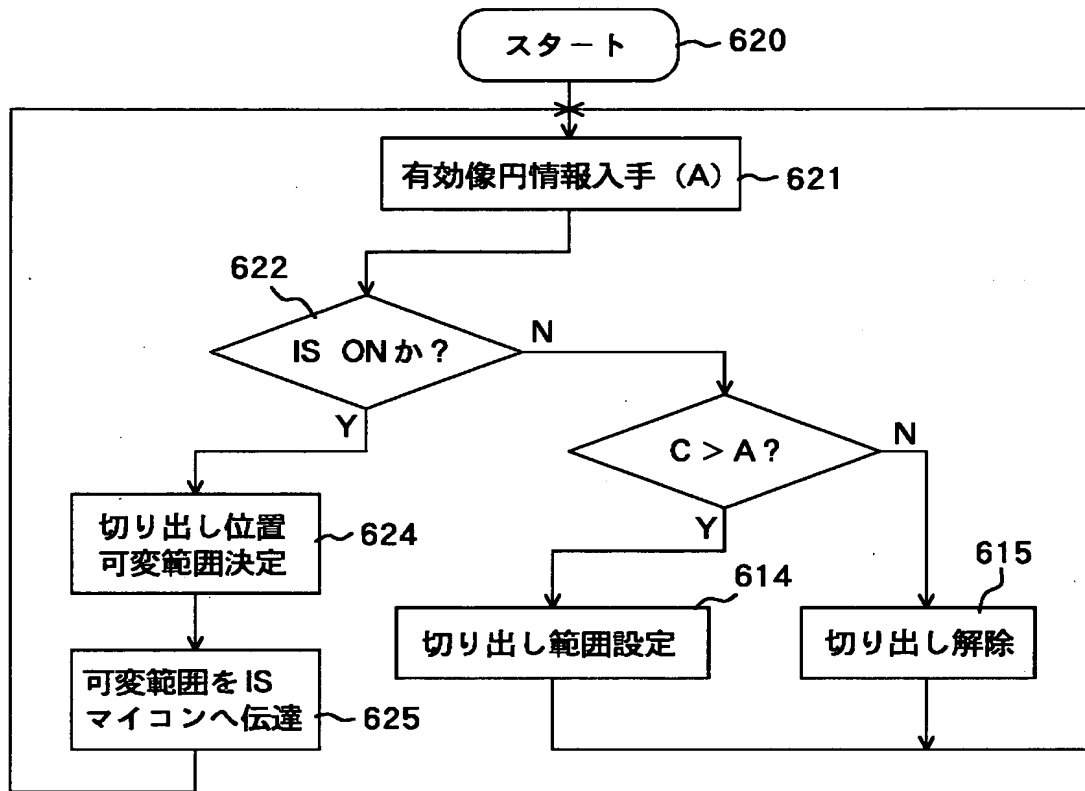 スタート
620
有効像円情報入手 (A)
621
622
IS ONか?
N
Y
C > A?
N
Y
切り出し位置
可変範囲決定
624
614
切り出し範囲設定
615
切り出し解除
可変範囲をIS
マイコンへ伝達
625